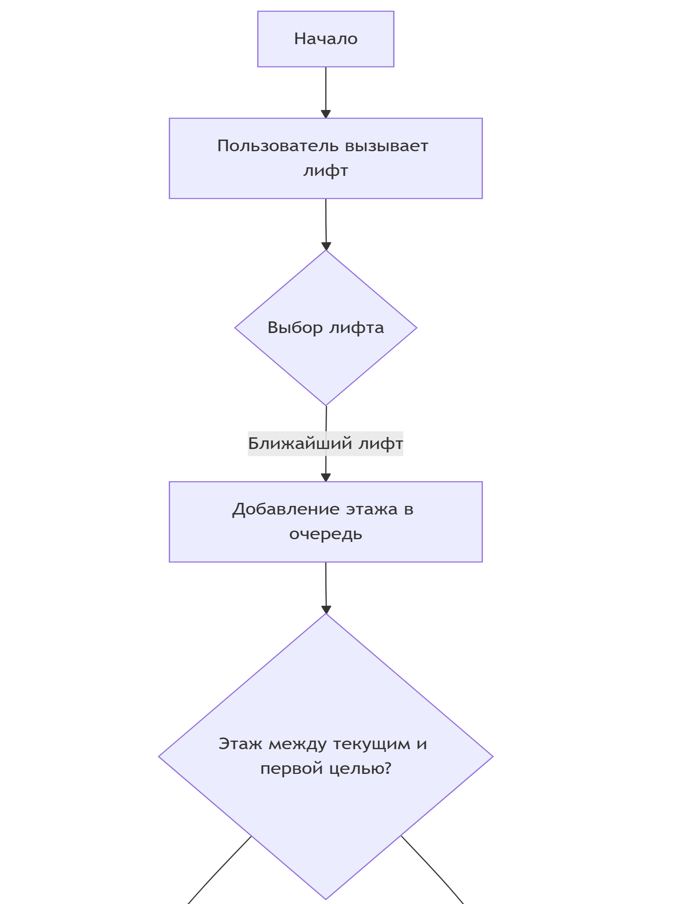 Начало
Пользователь вызывает
лифт
Выбор лифта
Ближайший лифт
Добавление этажа в
очередь
Этаж между текущим и
первой целью?